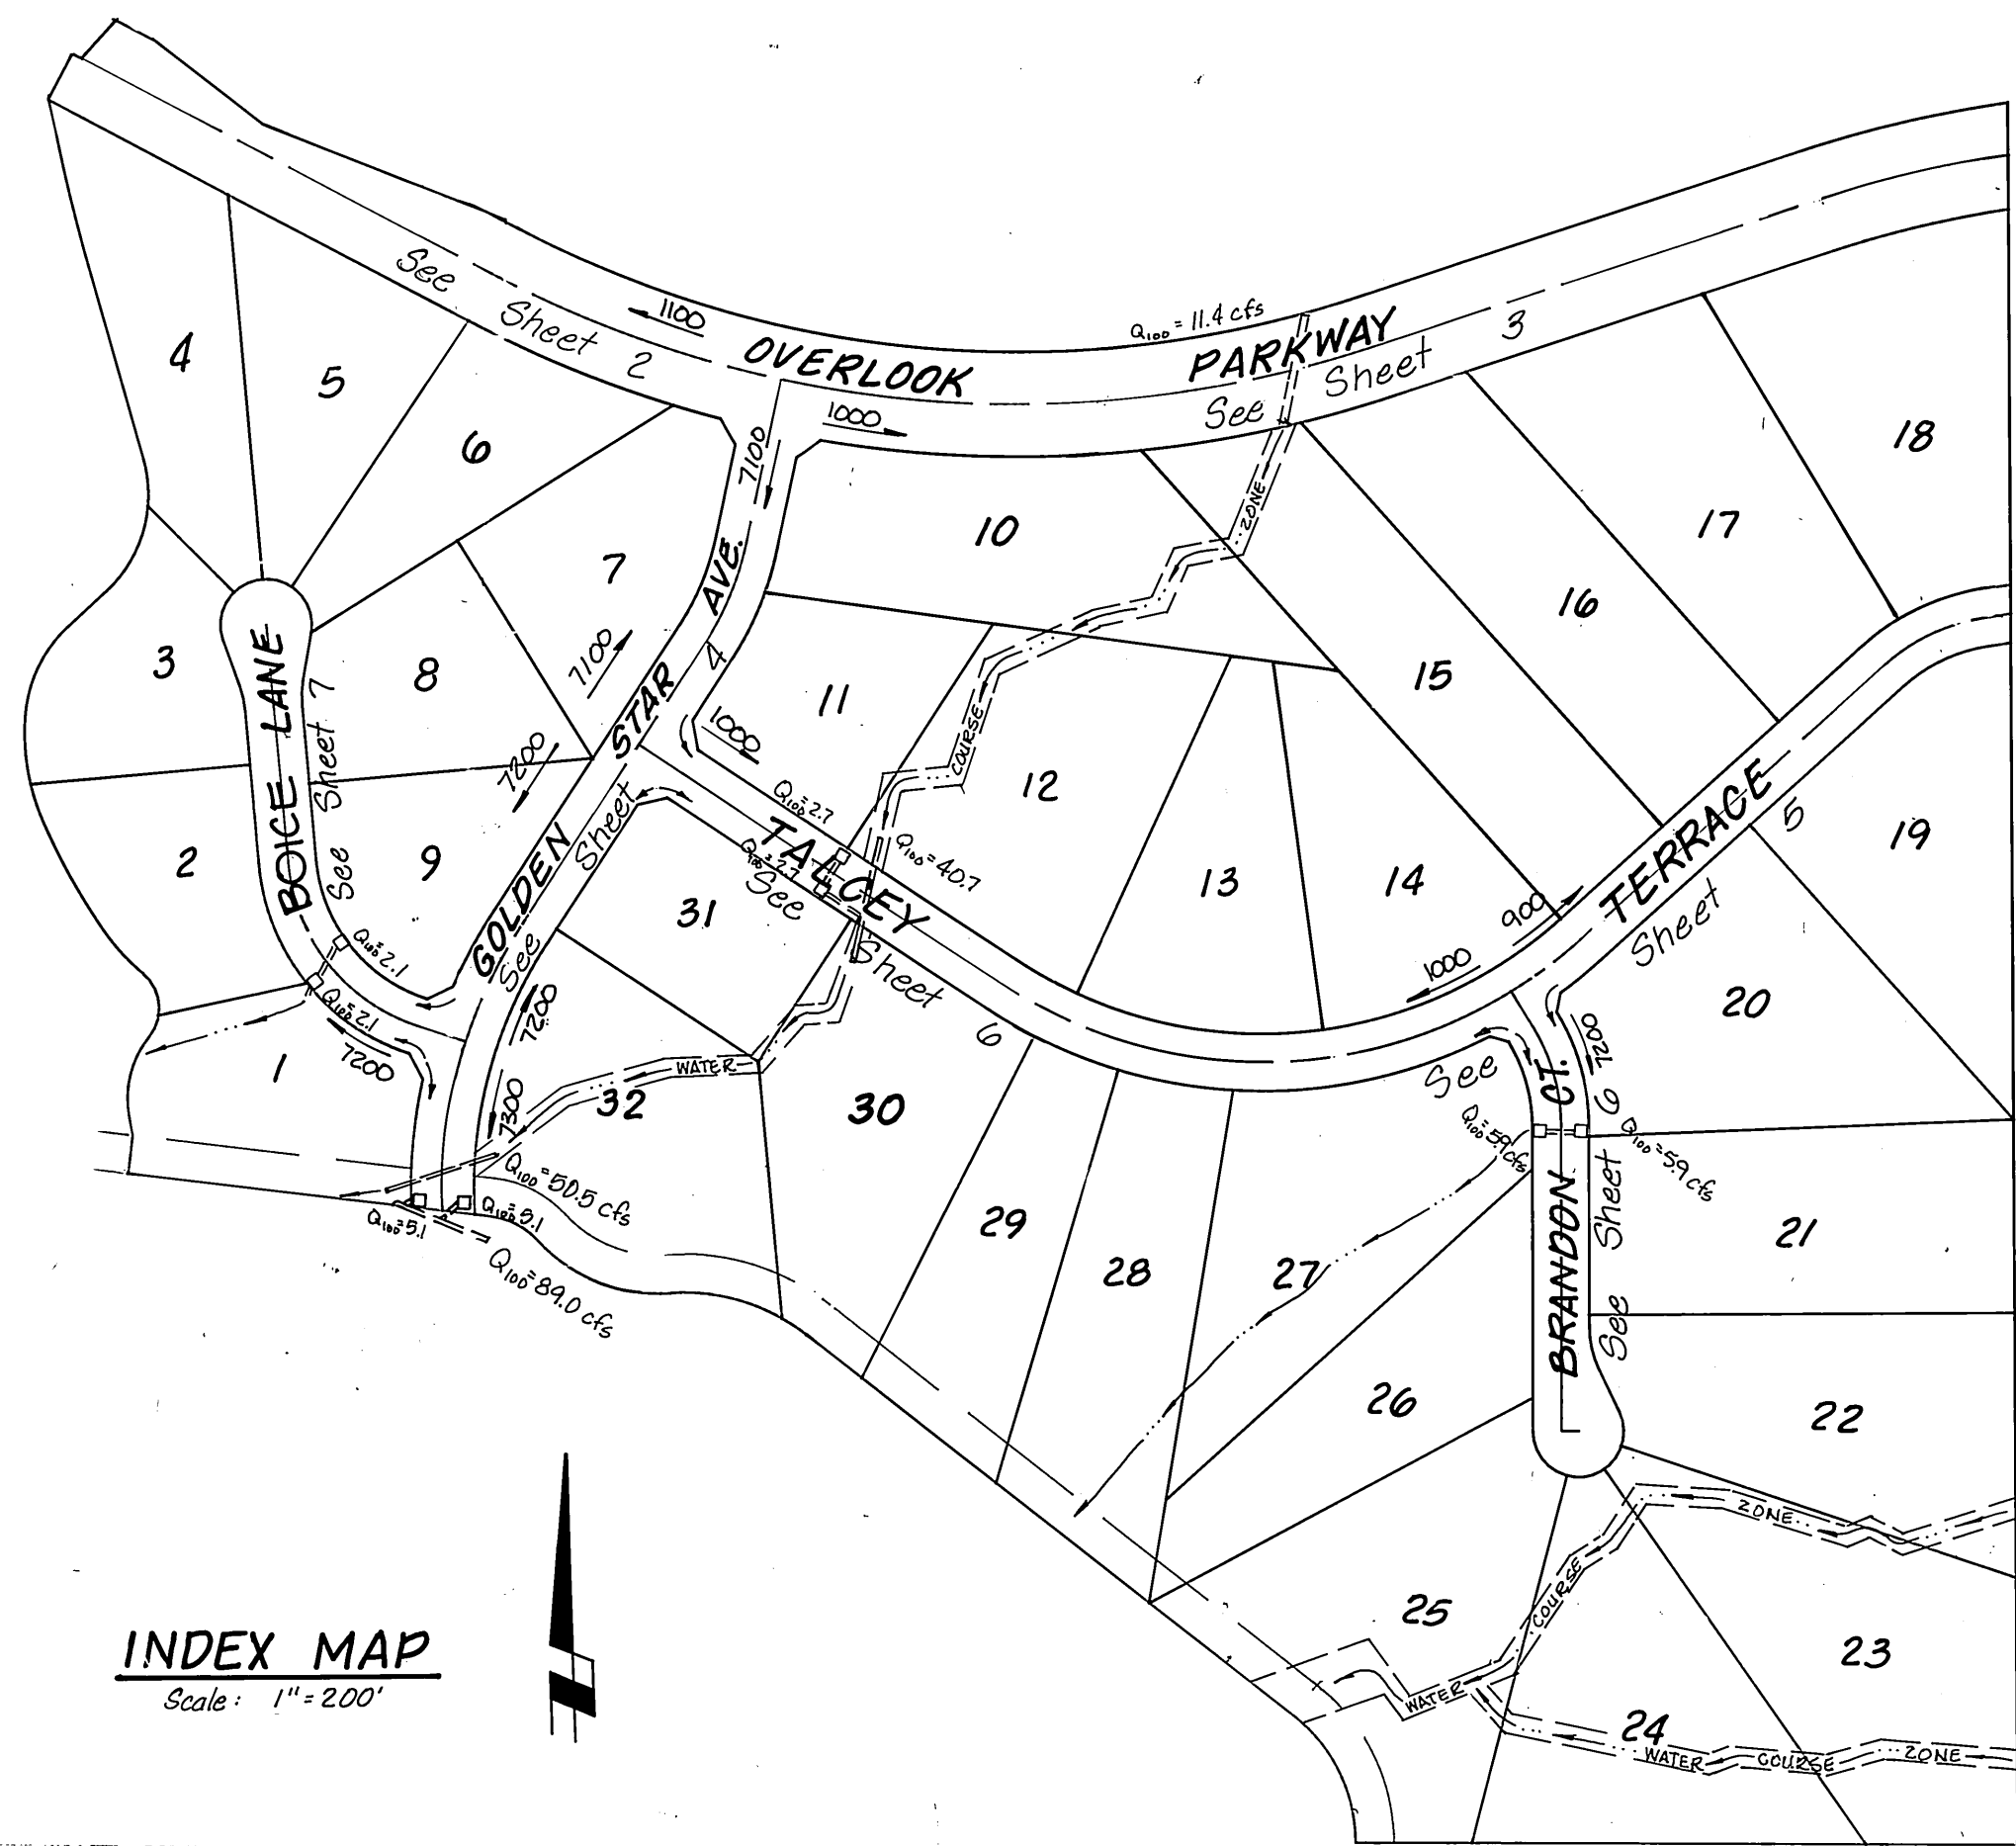 See Sheet 2
1100
OVERLOOK PARKWAY
Q100 = 11.4 cfs
See Sheet 3
1000
7100
4
5
6
7
8
9
3
2
1
10
11
12
13
14
15
16
17
18
19
20
21
22
23
24
25
26
27
28
29
30
31
32
BOICE LANE
See Sheet 7
GOLDEN STAR AVE.
See Sheet 4
7100
7200
1000
Q100=2.7
Q100=2.7
TALCEY TERRACE
Q100=40.7
See Sheet 6
See Sheet 5
900
1000
ZONE
COURSE
WATER
Q100=2.1
Q100=2.1
7200
7200
7300
Q100=50.5 cfs
Q100=5.1
Q100=5.1
Q100=89.0 cfs
BRANDON CT.
7200
See
See Sheet 6
Q100=5.9 cfs
Q100=5.9 cfs
ZONE
COURSE
WATER
WATER COURSE ZONE
INDEX MAP
Scale: 1"=200'